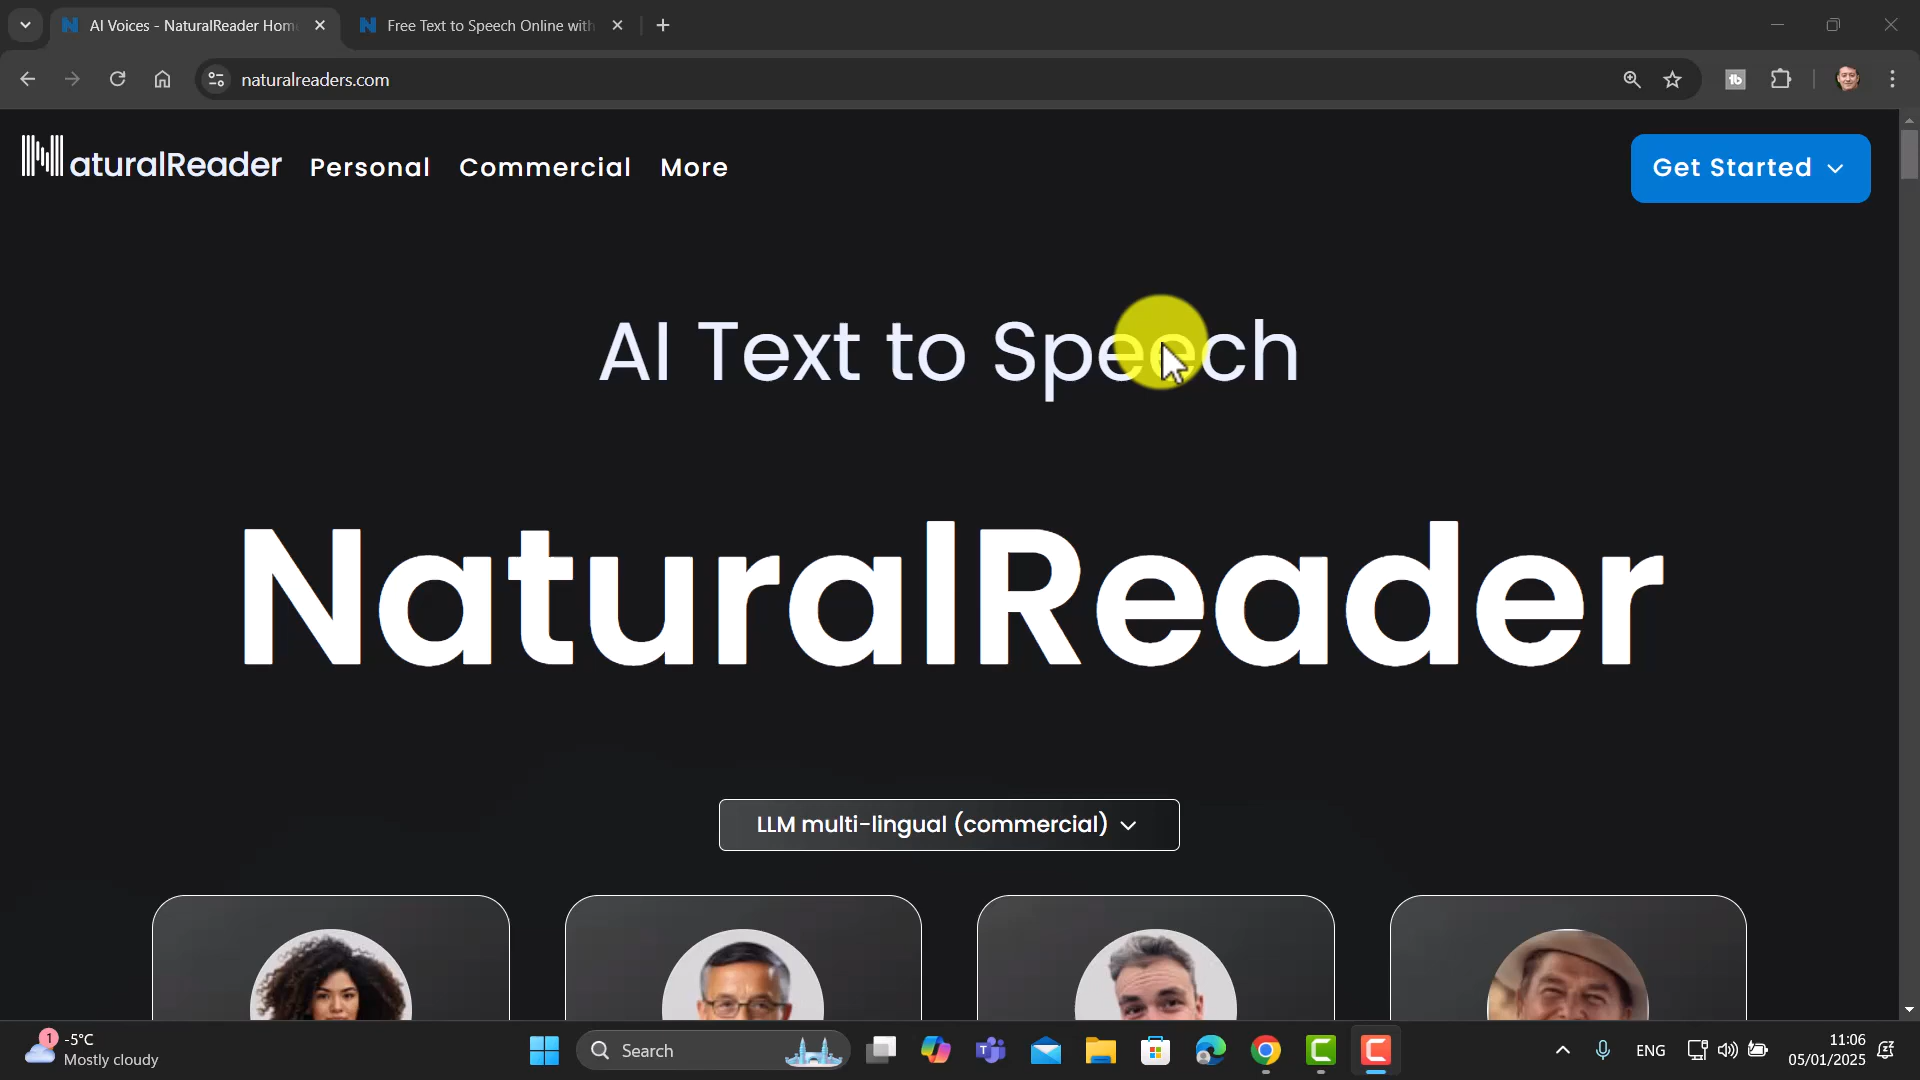 AI Voices - NaturalReader Hom
Free Text to Speech Online with
naturalreaders.com
NaturalReader
Personal
Commercial
More
Get Started
AI Text to Speech
NaturalReader
LLM multi-lingual (commercial)
1
-5°C
Mostly cloudy
Search
ENG
11:06
05/01/2025